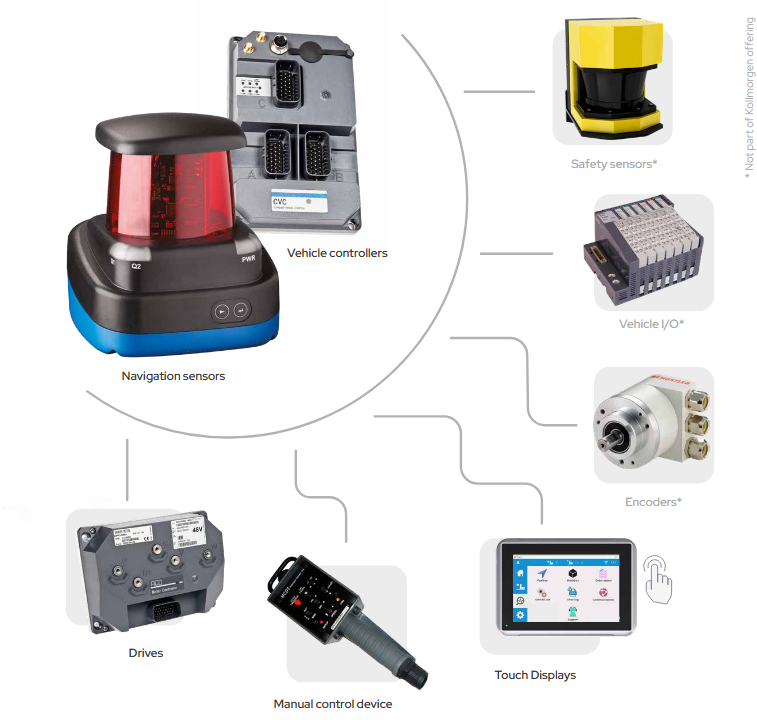 * Not part of Kollmorgen offering
C
A
B
CVC
Vehicle controllers
Q2
PWR
Navigation sensors
Safety sensors*
Vehicle I/O*
Encoders*
48V
Drives
MCD7
Manual control device
Touch Displays